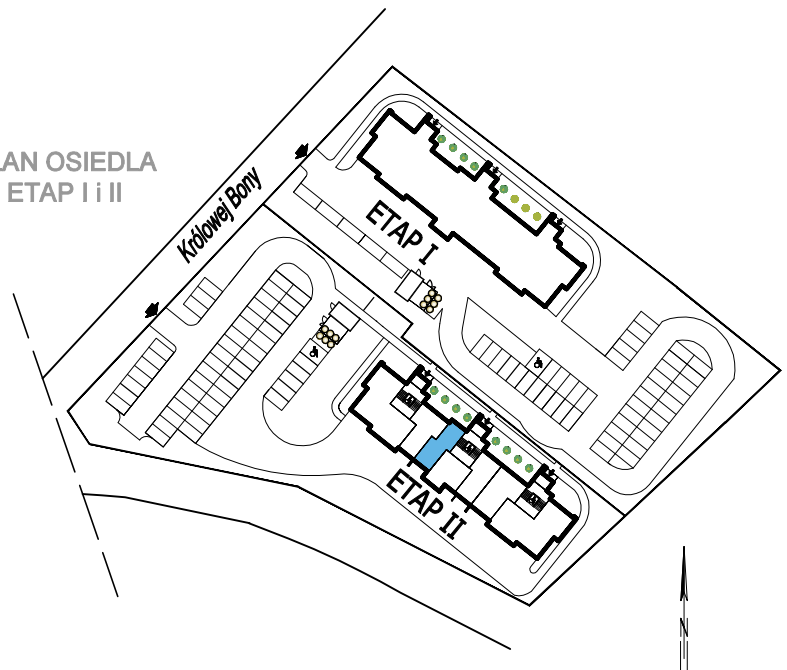 LAN OSIEDLA
ETAP I i II
Królowej Bony
ETAP I
ETAP II
N